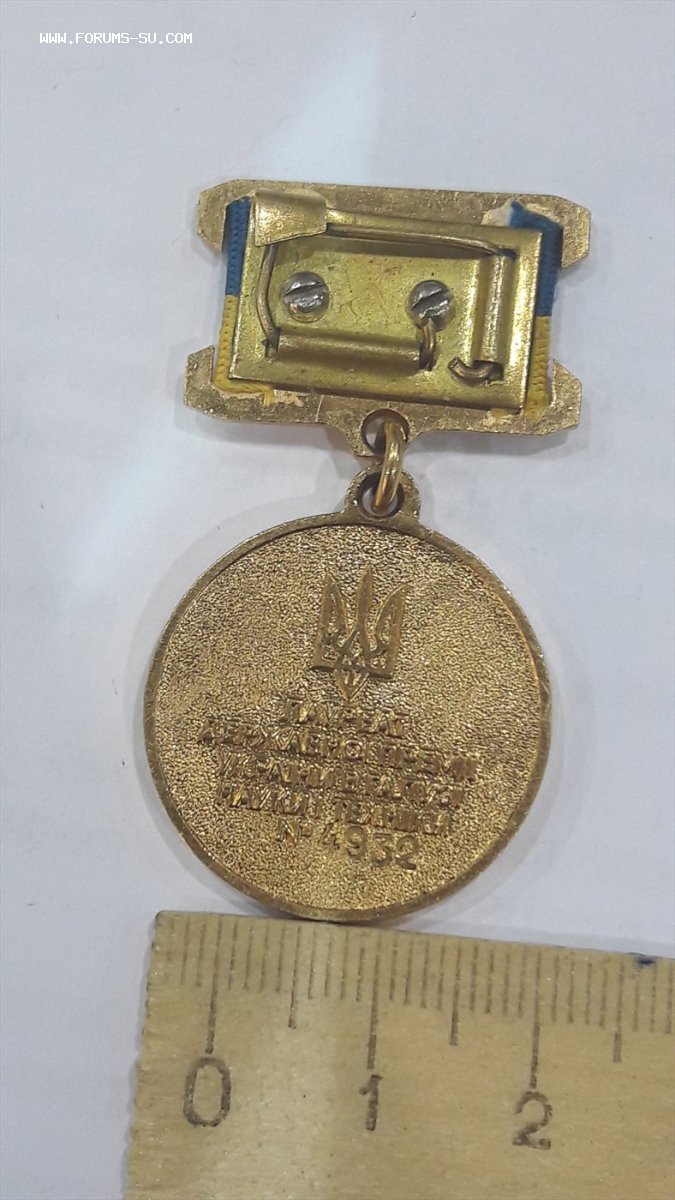 WWW.FORUMS-SU.COM
ЛАУРЕАТ
ДЕРЖАВНОЇ ПРЕМІЇ
УКРАЇНИ В ГАЛУЗІ
НАУКИ І ТЕХНІКИ
№ 4932
0 1 2